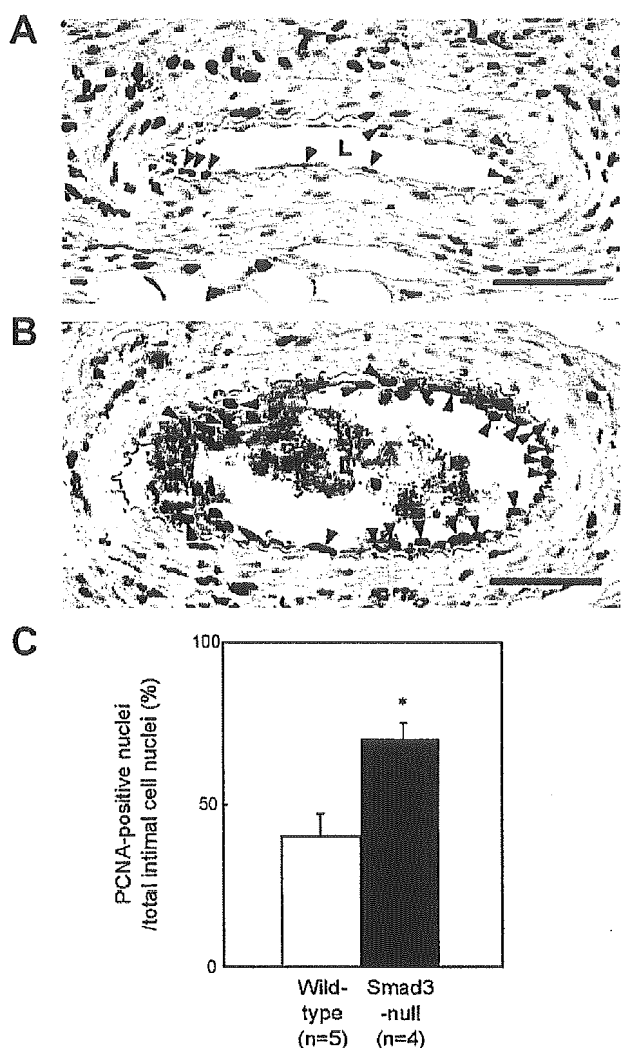 A
L
B
L
C
PCNA-positive nuclei
/total intimal cell nuclei (%)
100
50
0
*
Wild-
type
(n=5)
Smad3
-null
(n=4)